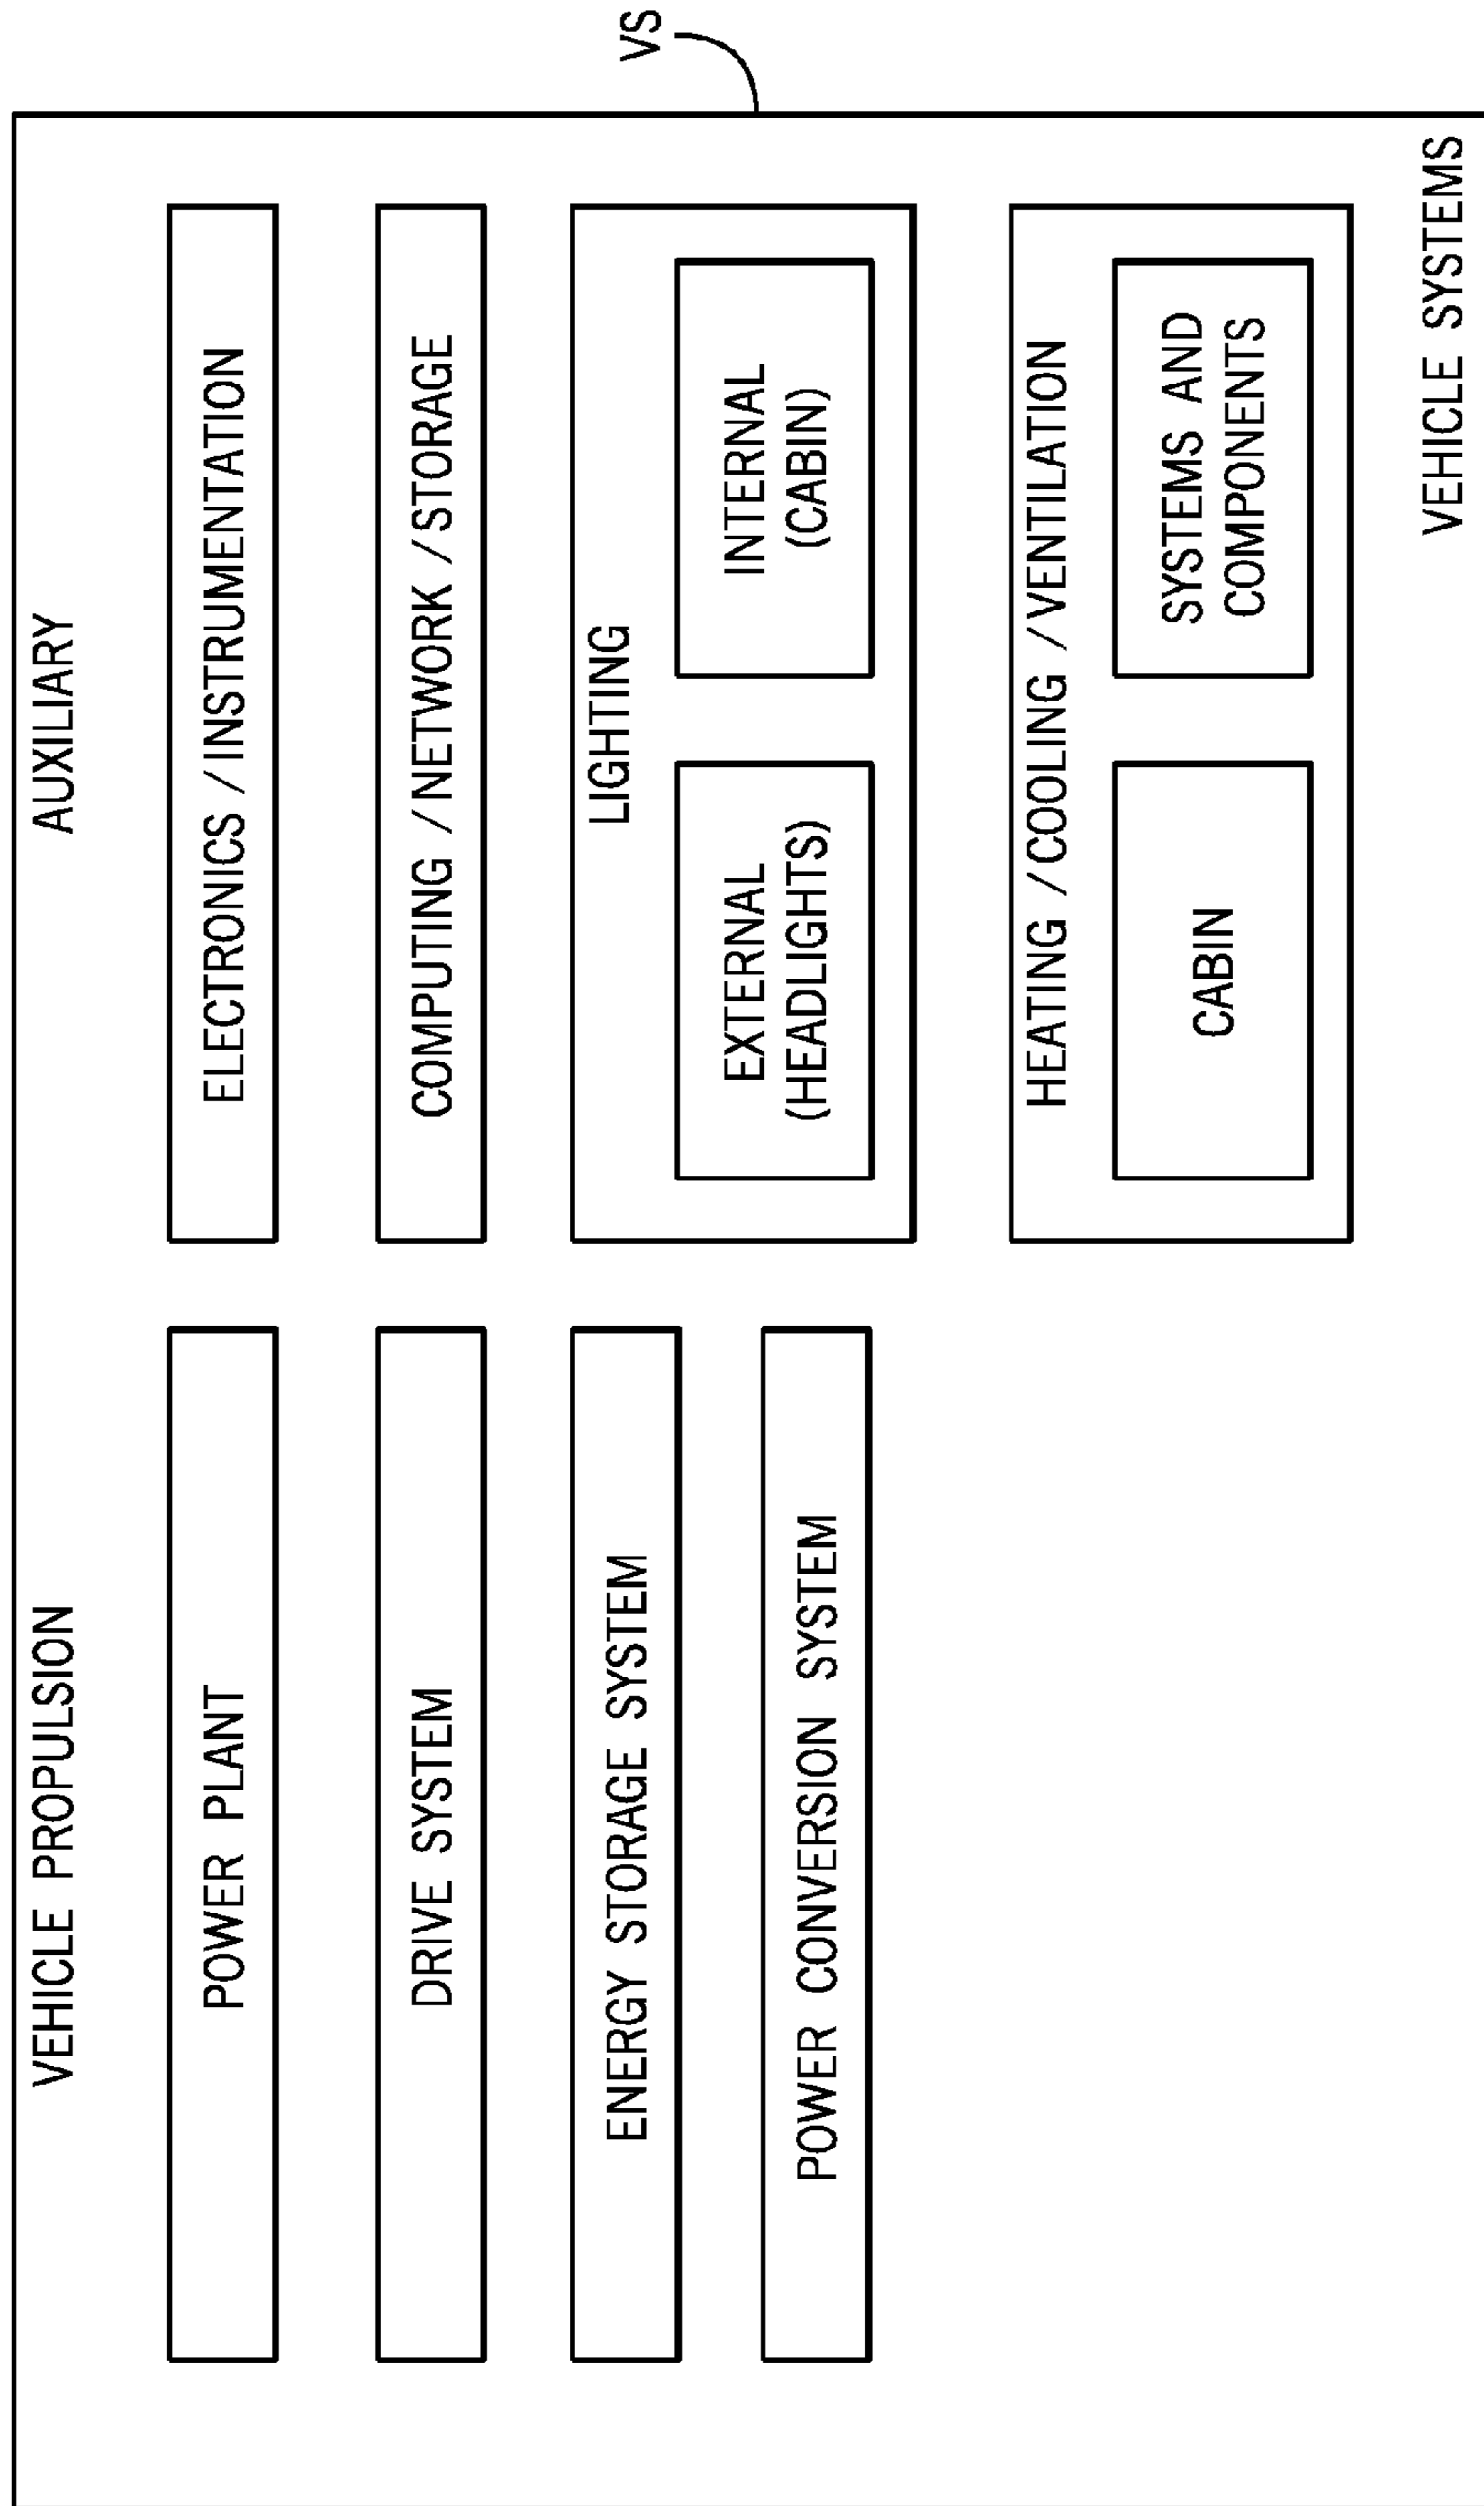 VS
VEHICLE PROPULSION
POWER PLANT
DRIVE SYSTEM
ENERGY STORAGE SYSTEM
POWER CONVERSION SYSTEM
AUXILIARY
ELECTRONICS / INSTRUMENTATION
COMPUTING / NETWORK / STORAGE
LIGHTING
EXTERNAL
(HEADLIGHTS)
INTERNAL
(CABIN)
HEATING / COOLING / VENTILATION
CABIN
SYSTEMS AND
COMPONENTS
VEHICLE SYSTEMS